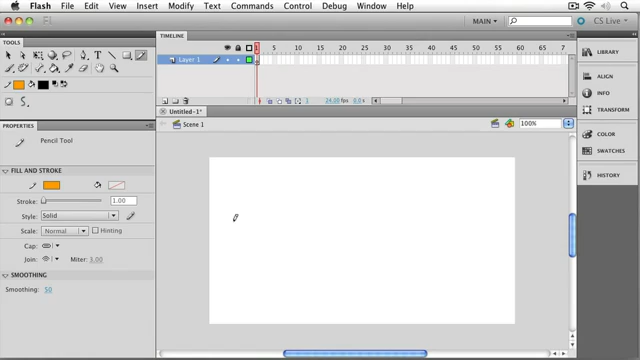 Flash File Edit View Insert Modify Text Commands Control Debug Window Help
Fl MAIN CS Live
TOOLS
TIMELINE
1 5 10 15 20 25 30 35 40 45 50 55 60 65 7
Layer 1
1 24.00 fps 0.0 s
Untitled-1*
Scene 1 100%
PROPERTIES
Pencil Tool
FILL AND STROKE
Stroke: 1.00
Style: Solid
Scale: Normal Hinting
Cap:
Join: Miter: 3.00
SMOOTHING
Smoothing: 50
LIBRARY
ALIGN
INFO
TRANSFORM
COLOR
SWATCHES
HISTORY